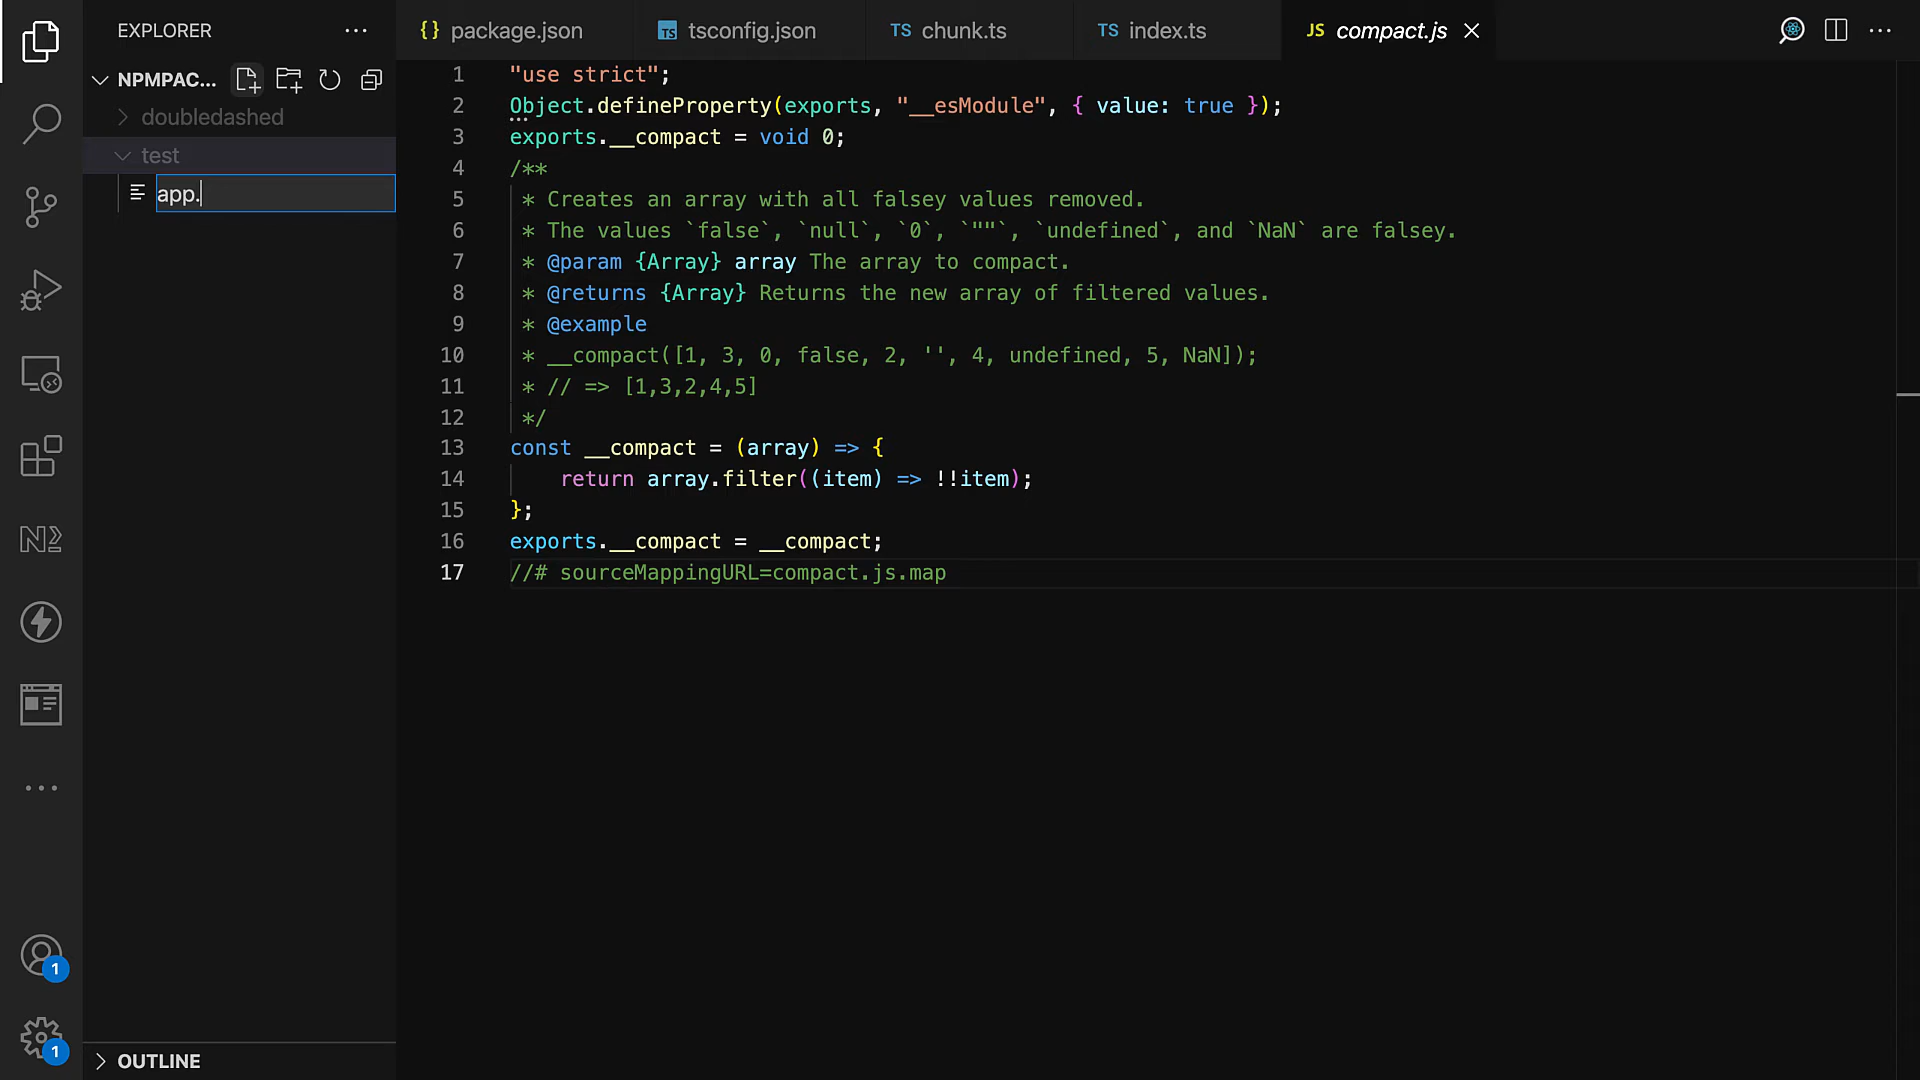 EXPLORER
NPMPAC...
doubledashed
test
app.
OUTLINE
1
1
{} package.json
TS tsconfig.json
TS chunk.ts
TS index.ts
JS compact.js
1 "use strict";
2 Object.defineProperty(exports, "__esModule", { value: true });
3 exports.__compact = void 0;
4 /**
5 * Creates an array with all falsey values removed.
6 * The values `false`, `null`, `0`, `""`, `undefined`, and `NaN` are falsey.
7 * @param {Array} array The array to compact.
8 * @returns {Array} Returns the new array of filtered values.
9 * @example
10 * __compact([1, 3, 0, false, 2, '', 4, undefined, 5, NaN]);
11 * // => [1,3,2,4,5]
12 */
13 const __compact = (array) => {
14 return array.filter((item) => !!item);
15 };
16 exports.__compact = __compact;
17 //# sourceMappingURL=compact.js.map